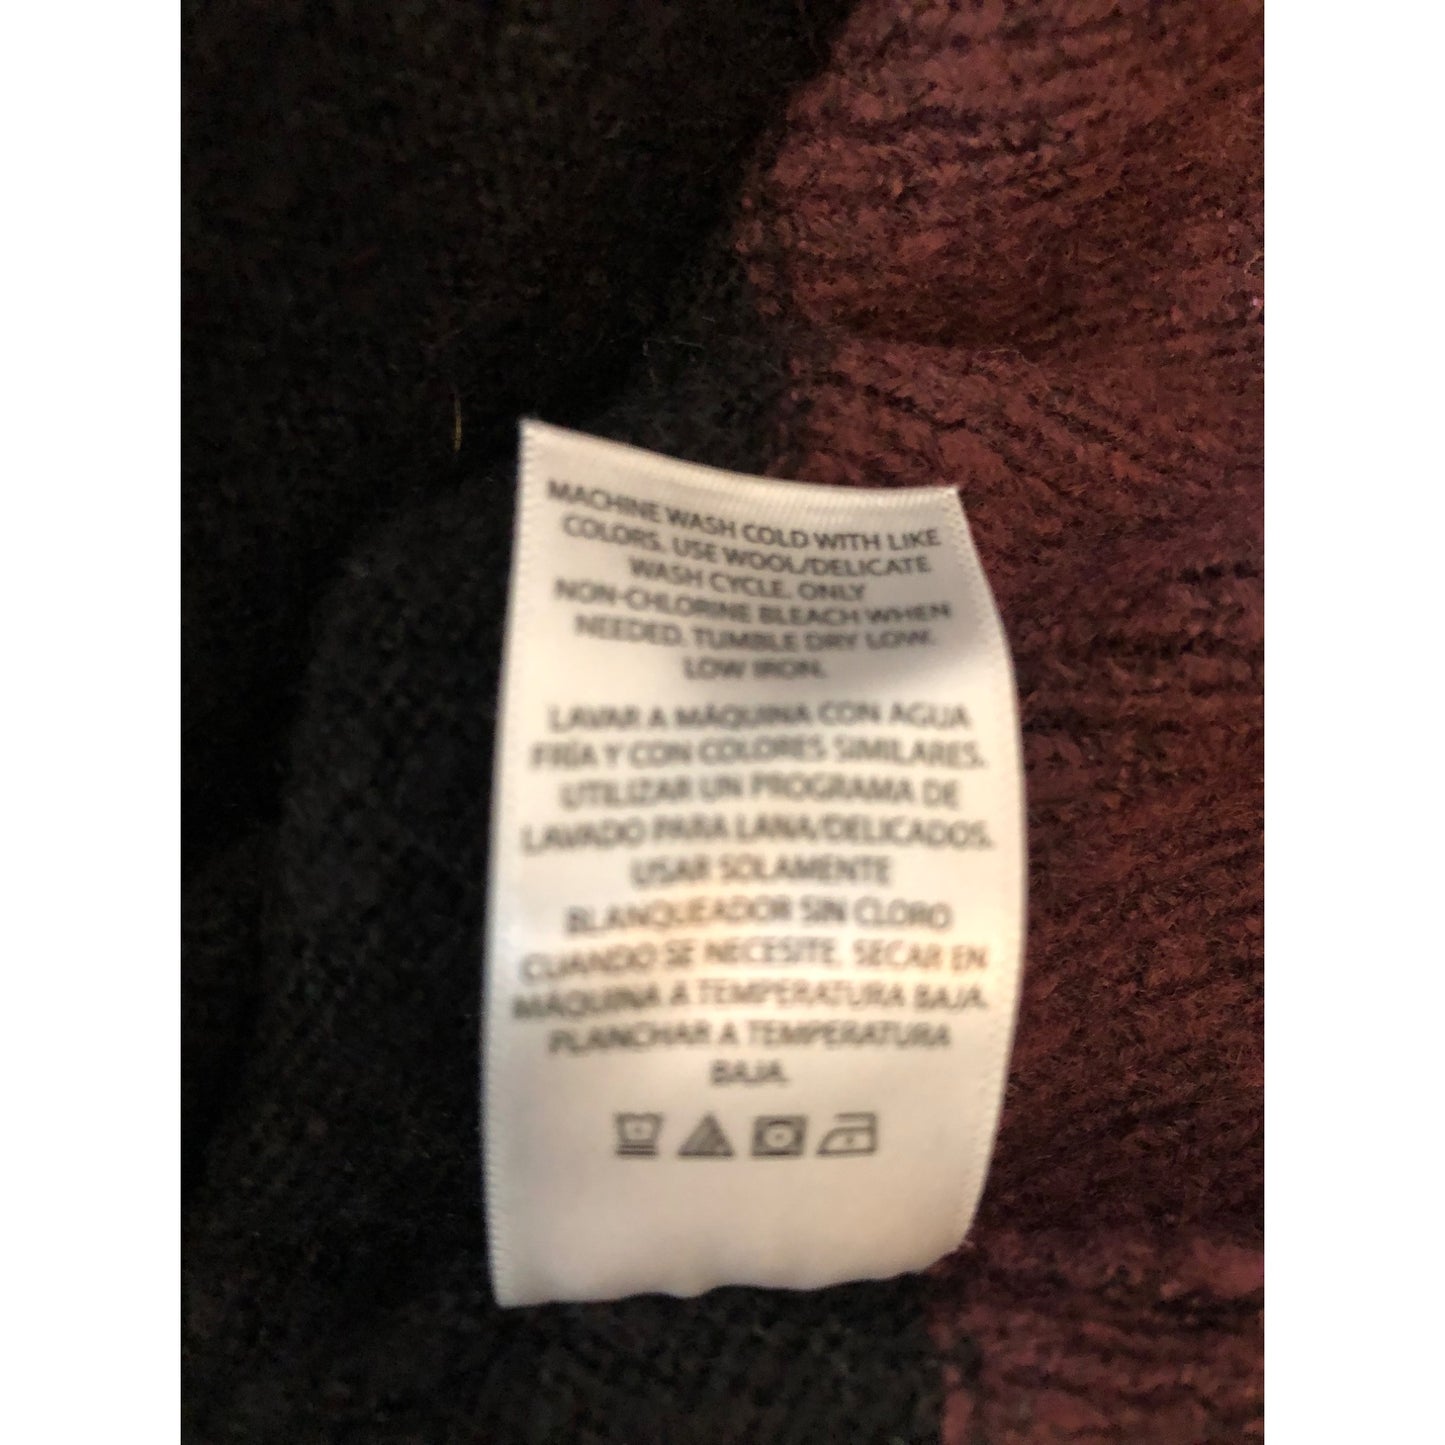 MACHINE WASH COLD WITH LIKE
COLORS. USE WOOL/DELICATE
WASH CYCLE. ONLY
NON-CHLORINE BLEACH WHEN
NEEDED. TUMBLE DRY LOW.
LOW IRON.
LAVAR A MÁQUINA CON AGUA
FRÍA Y CON COLORES SIMILARES.
UTILIZAR UN PROGRAMA DE
LAVADO PARA LANA/DELICADOS.
USAR SOLAMENTE
BLANQUEADOR SIN CLORO
CUANDO SE NECESITE. SECAR EN
MÁQUINA A TEMPERATURA BAJA.
PLANCHAR A TEMPERATURA
BAJA.